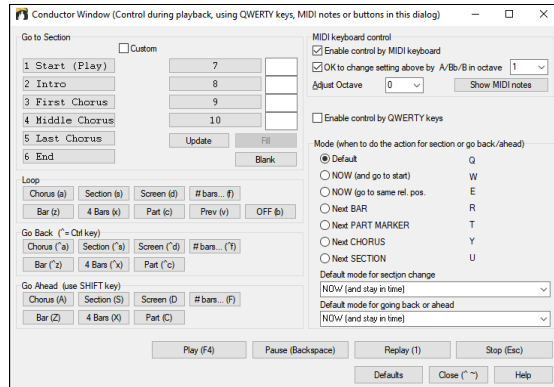 Conductor Window (Control during playback, using QWERTY keys, MIDI notes or buttons in this dialog)
Go to Section
Custom
1 Start (Play) 7
2 Intro 8
3 First Chorus 9
4 Middle Chorus 10
5 Last Chorus Update Fill
6 End Blank
Loop
Chorus (a) Section (s) Screen (d) # bars... (f)
Bar (z) 4 Bars (x) Part (c) Prev (v) OFF (b)
Go Back (^= Ctrl key)
Chorus (^a) Section (^s) Screen (^d) # bars... (^f)
Bar (^z) 4 Bars (^x) Part (^c)
Go Ahead (use SHIFT key)
Chorus (A) Section (S) Screen (D # bars... (F)
Bar (Z) 4 Bars (X) Part (C)
MIDI keyboard control
Enable control by MIDI keyboard
OK to change setting above by A/Bb/B in octave 1
Adjust Octave 0 Show MIDI notes
Enable control by QWERTY keys
Mode (when to do the action for section or go back/ahead)
Default Q
NOW (and go to start) W
NOW (go to same rel. pos. E
Next BAR R
Next PART MARKER T
Next CHORUS Y
Next SECTION U
Default mode for section change
NOW (and stay in time)
Default mode for going back or ahead
NOW (and stay in time)
Play (F4) Pause (Backspace) Replay (1) Stop (Esc)
Defaults Close (^ ~) Help